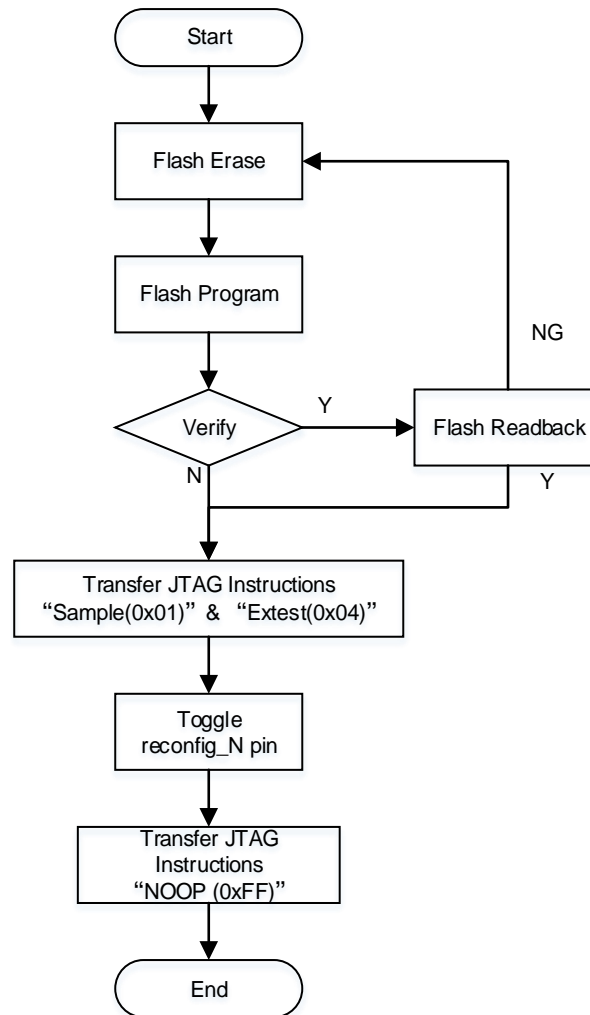 Start
Flash Erase
Flash Program
NG
Verify
Y
Flash Readback
N
Y
Transfer JTAG Instructions
“Sample(0x01)” & “Extest(0x04)”
Toggle
reconfig_N pin
Transfer JTAG
Instructions
“NOOP (0xFF)”
End